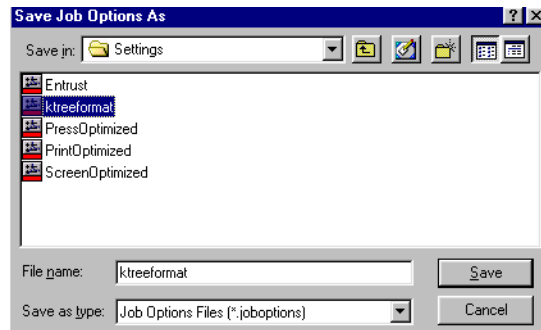 Save Job Options As
Save in: Settings
Entrust
ktreeformat
PressOptimized
PrintOptimized
ScreenOptimized
File name: ktreeformat Save
Save as type: Job Options Files (*.joboptions) Cancel